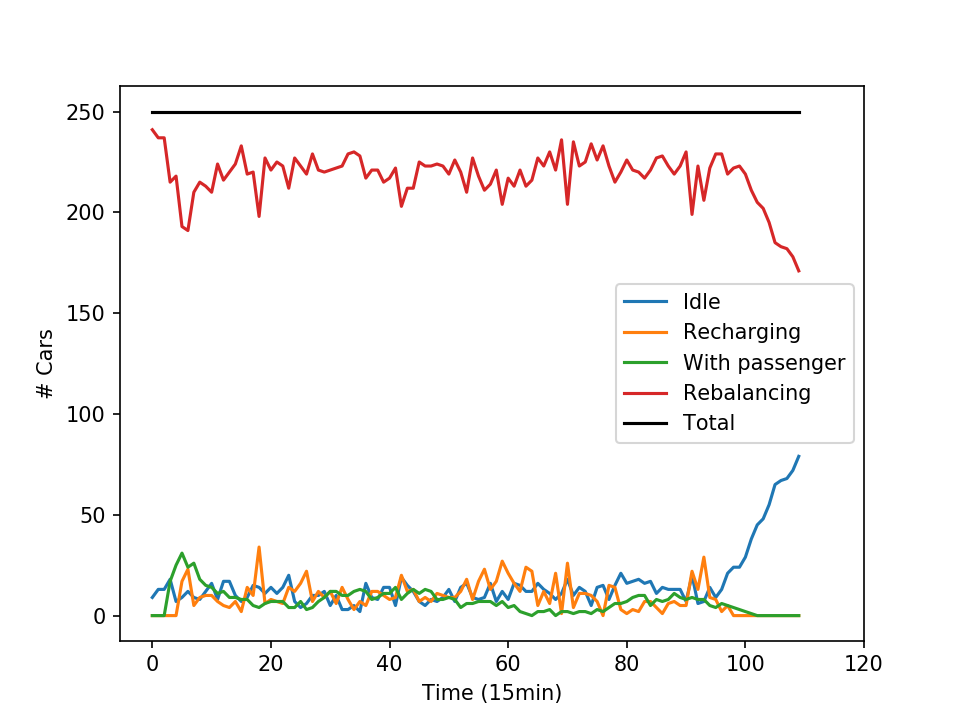 250
200
150
100
50
0
# Cars
Idle
Recharging
With passenger
Rebalancing
Total
0 20 40 60 80 100 120
Time (15min)